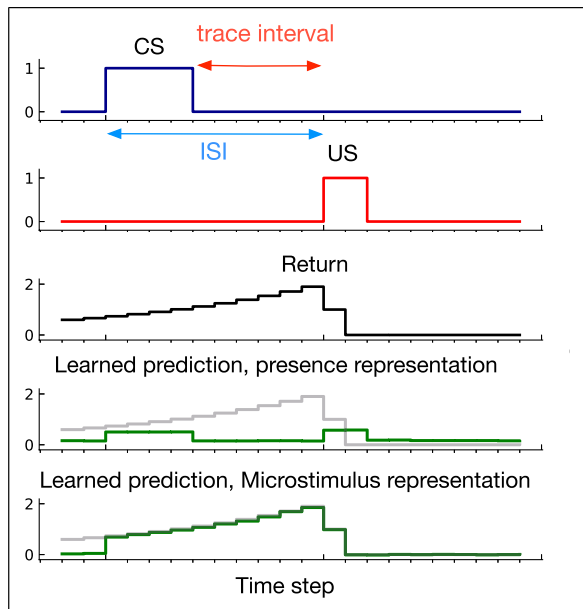 trace interval
CS
1
0
ISI
US
1
0
Return
2
0
Learned prediction, presence representation
2
0
Learned prediction, Microstimulus representation
2
0
Time step